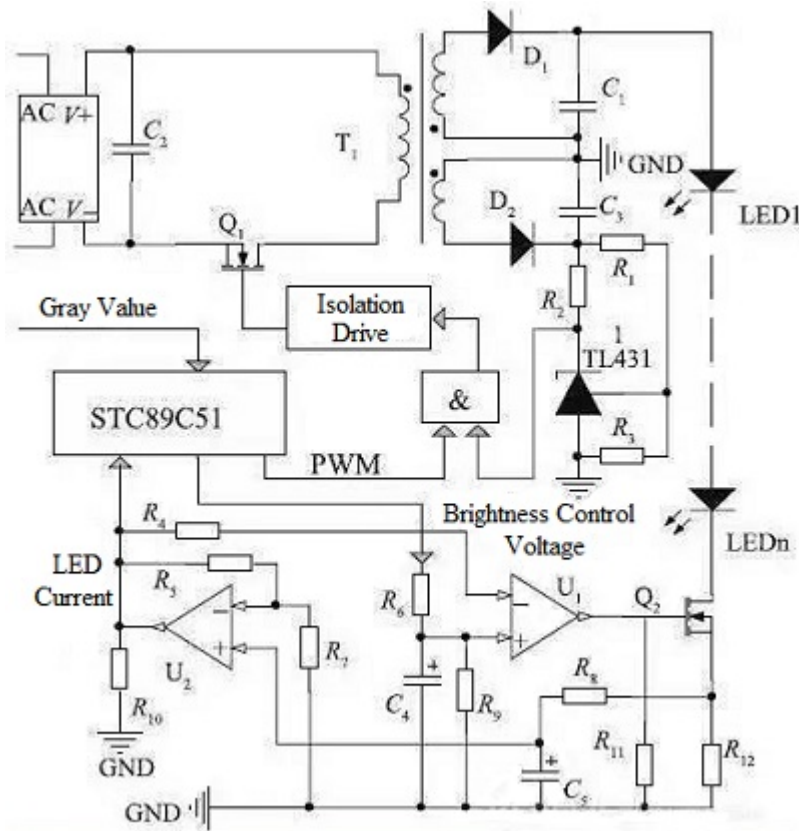 D₁
AC V+
C₂
T₁
C₁
GND
AC V−
Q₁
D₂
C₃
LED1
R₁
Gray Value
Isolation
Drive
R₂
1
TL431
STC89C51
&
R₃
PWM
R₄
Brightness Control
Voltage
LEDn
LED
Current
R₅
R₆
U₁
Q₂
−
−
+
+
U₂
R₇
R₈
+
C₄
R₉
R₁₀
R₁₁
R₁₂
GND
+
C₅
GND